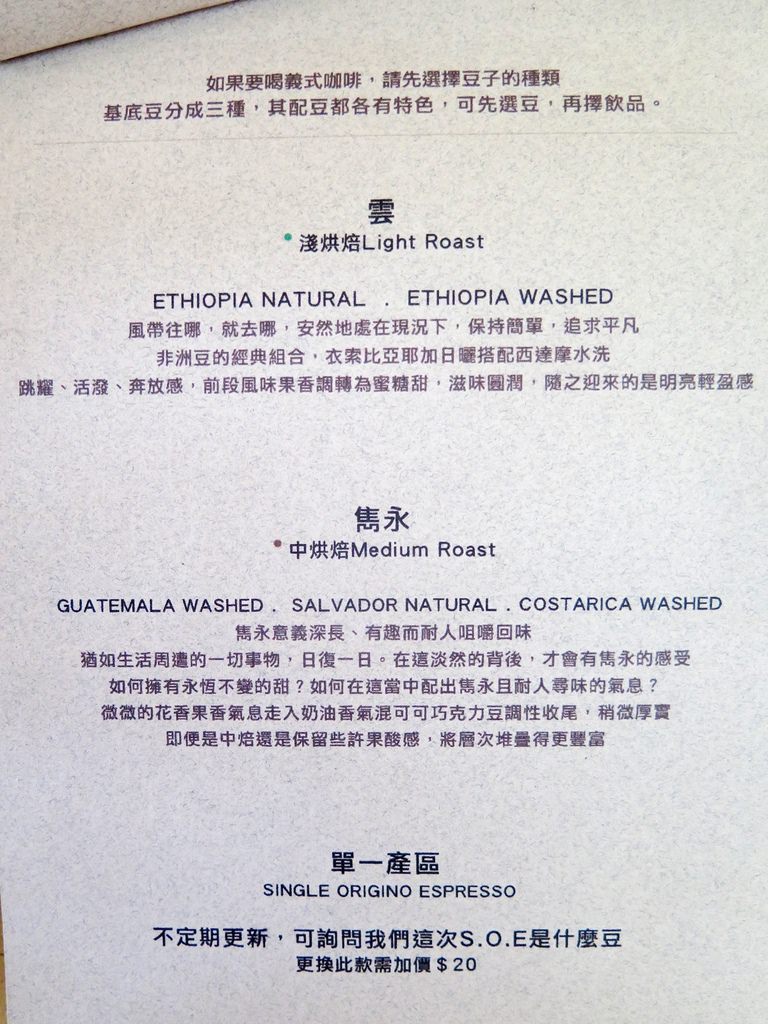 如果要喝義式咖啡，請先選擇豆子的種類
基底豆分成三種，其配豆都各有特色，可先選豆，再擇飲品。
雲
淺烘焙Light Roast
ETHIOPIA NATURAL . ETHIOPIA WASHED
風帶往哪，就去哪，安然地處在現況下，保持簡單，追求平凡
非洲豆的經典組合，衣索比亞耶加日曬搭配西達摩水洗
跳耀、活潑、奔放感，前段風味果香調轉為蜜糖甜，滋味圓潤，隨之迎來的是明亮輕盈感
雋永
中烘焙Medium Roast
GUATEMALA WASHED . SALVADOR NATURAL . COSTARICA WASHED
雋永意義深長、有趣而耐人咀嚼回味
猶如生活周遭的一切事物，日復一日。在這淡然的背後，才會有雋永的感受
如何擁有永恆不變的甜？如何在這當中配出雋永且耐人尋味的氣息？
微微的花香果香氣息走入奶油香氣混可可巧克力豆調性收尾，稍微厚實
即便是中焙還是保留些許果酸感，將層次堆疊得更豐富
單一產區
SINGLE ORIGINO ESPRESSO
不定期更新，可詢問我們這次S.O.E是什麼豆
更換此款需加價＄20